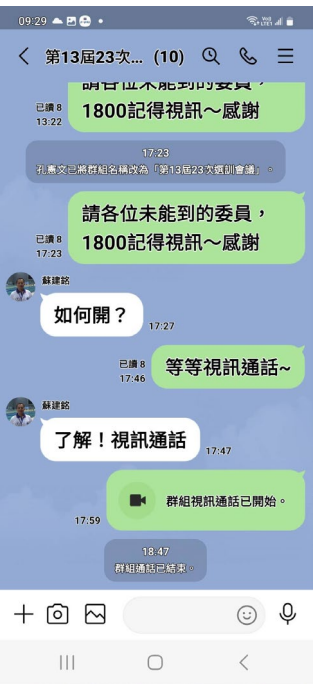 09:29
第13屆23次... (10)
請各位未能到的委員，
1800記得視訊～感謝
已讀 8
13:22
17:23
孔憲文已將群組名稱改為「第13屆23次選訓會議」。
請各位未能到的委員，
1800記得視訊～感謝
已讀 8
17:23
蘇建銘
如何開？
17:27
等等視訊通話~
已讀 8
17:46
蘇建銘
了解！視訊通話
17:47
群組視訊通話已開始。
17:59
18:47
群組通話已結束。